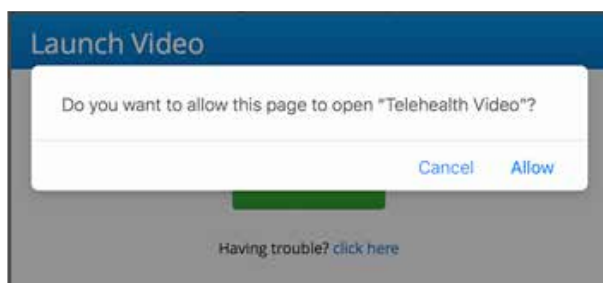 Launch Video
Do you want to allow this page to open "Telehealth Video"?
Cancel Allow
Having trouble? click here